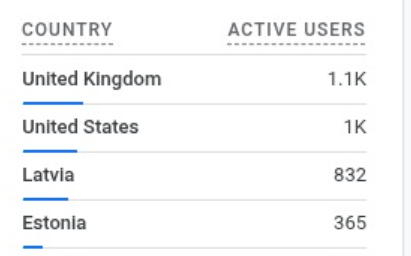 COUNTRY ACTIVE USERS
United Kingdom 1.1K
United States 1K
Latvia 832
Estonia 365